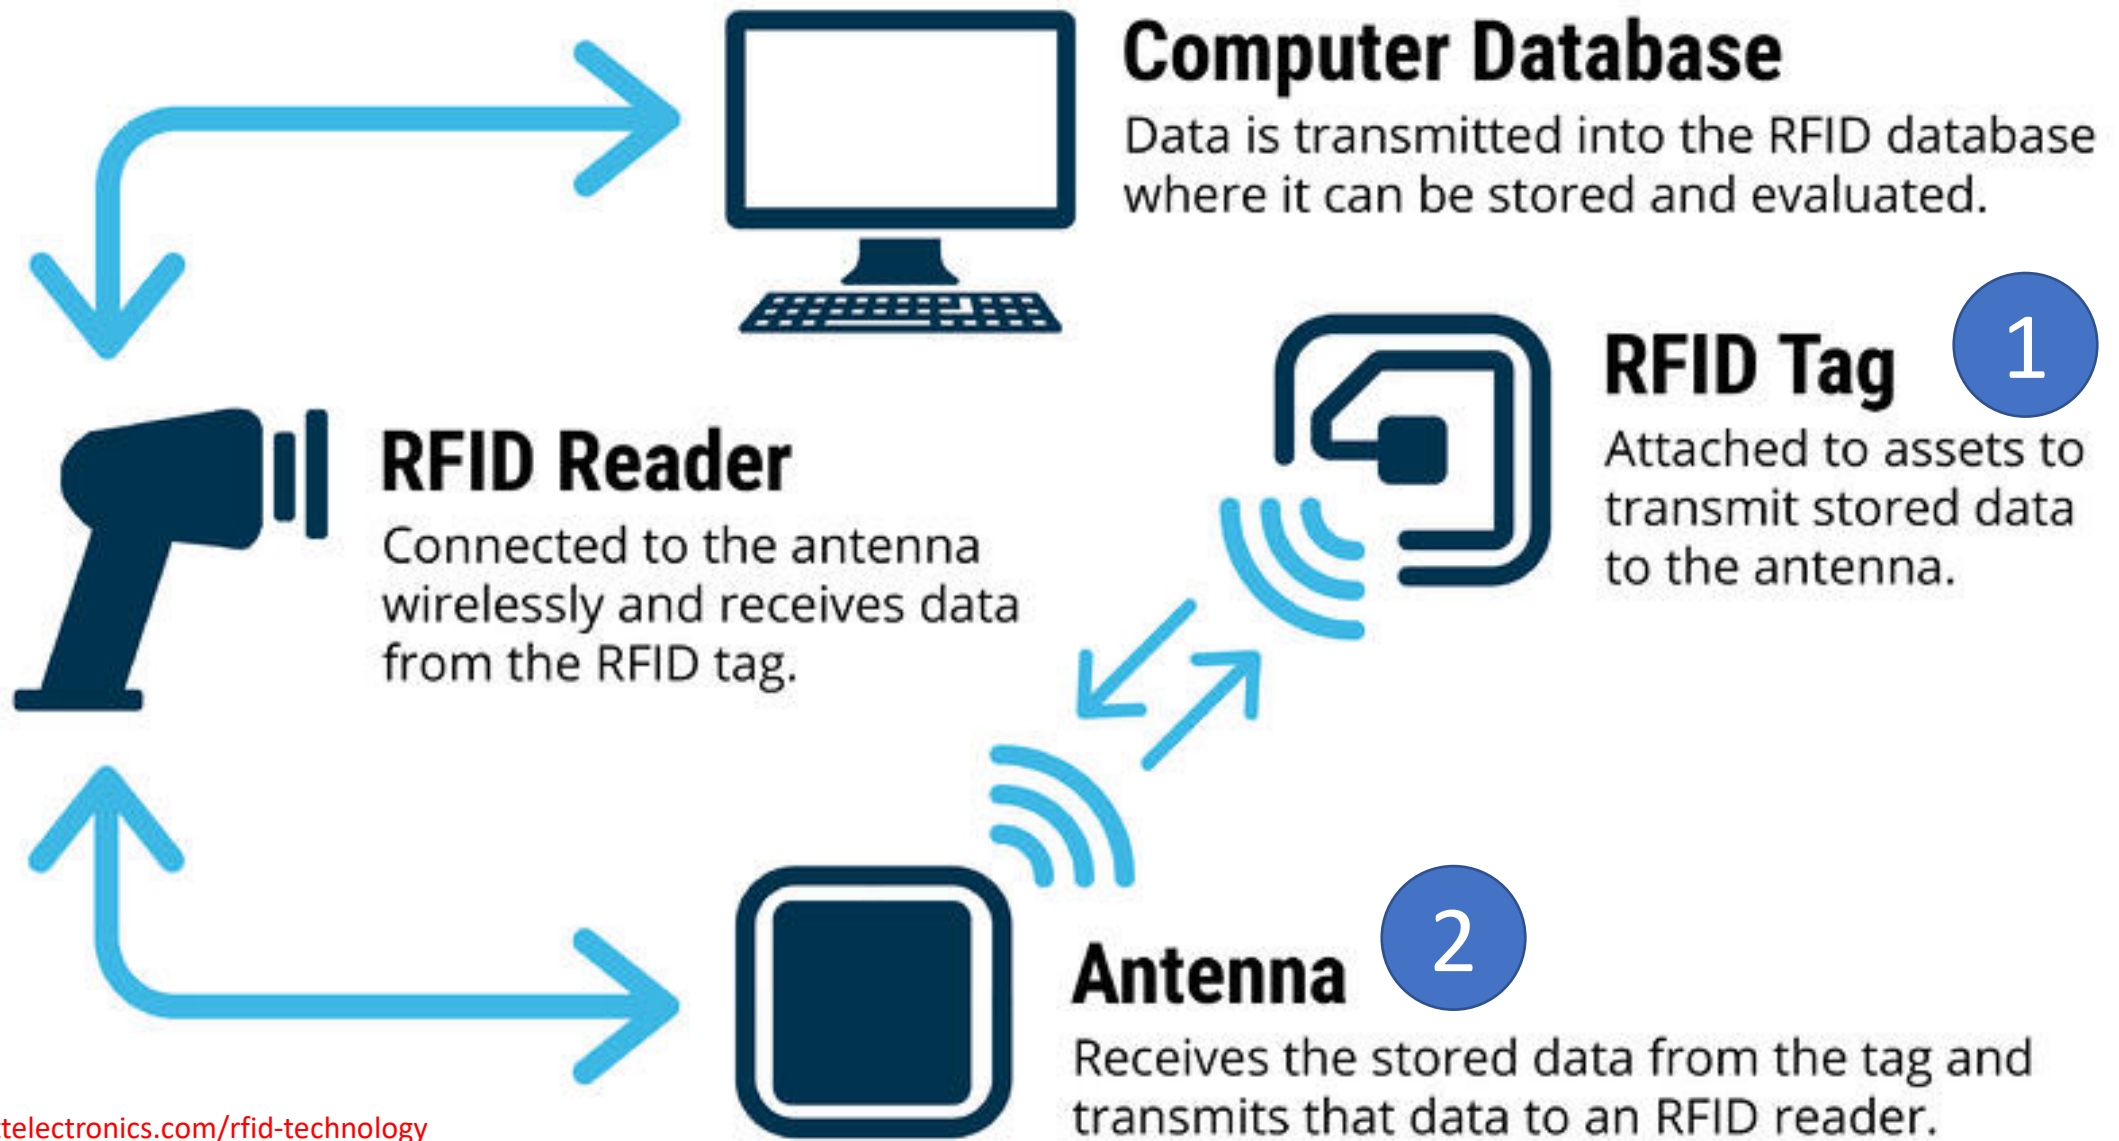 Computer Database
Data is transmitted into the RFID database
where it can be stored and evaluated.
RFID Tag
1
Attached to assets to
transmit stored data
to the antenna.
RFID Reader
Connected to the antenna
wirelessly and receives data
from the RFID tag.
Antenna
2
Receives the stored data from the tag and
transmits that data to an RFID reader.
telectronics.com/rfid-technology